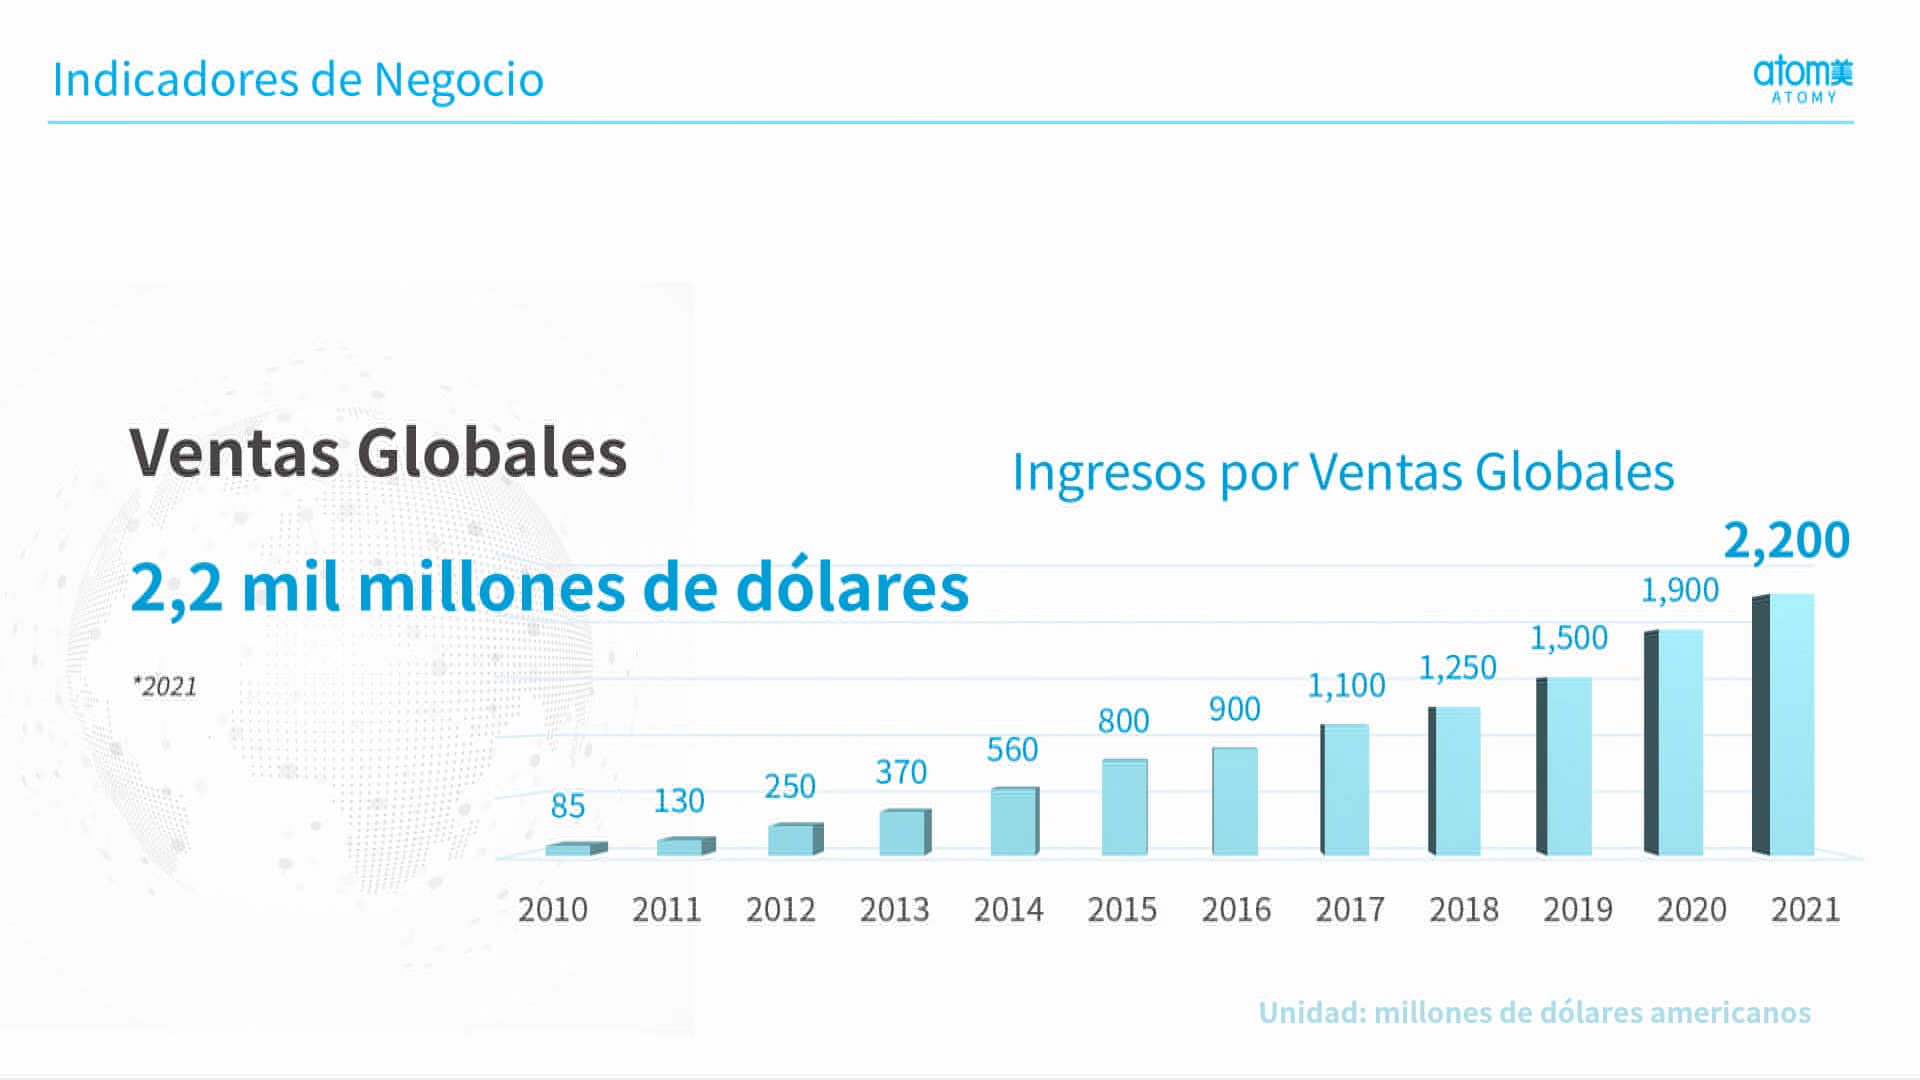 Indicadores de Negocio
atom美
ATOMY
Ventas Globales
2,2 mil millones de dólares
*2021
Ingresos por Ventas Globales
85 130 250 370 560 800 900 1,100 1,250 1,500 1,900 2,200
2010 2011 2012 2013 2014 2015 2016 2017 2018 2019 2020 2021
Unidad: millones de dólares americanos